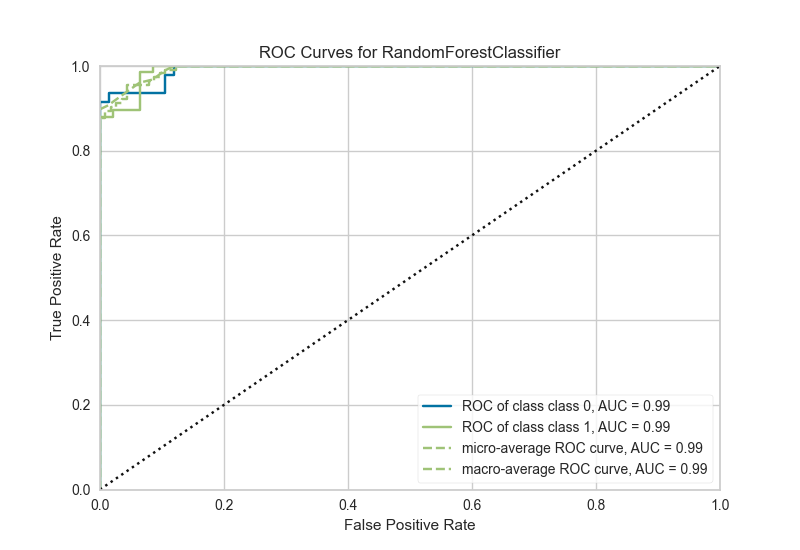 ROC Curves for RandomForestClassifier
1.0
0.8
0.6
0.4
0.2
0.0
True Positive Rate
ROC of class class 0, AUC = 0.99
ROC of class class 1, AUC = 0.99
micro-average ROC curve, AUC = 0.99
macro-average ROC curve, AUC = 0.99
0.0 0.2 0.4 0.6 0.8 1.0
False Positive Rate